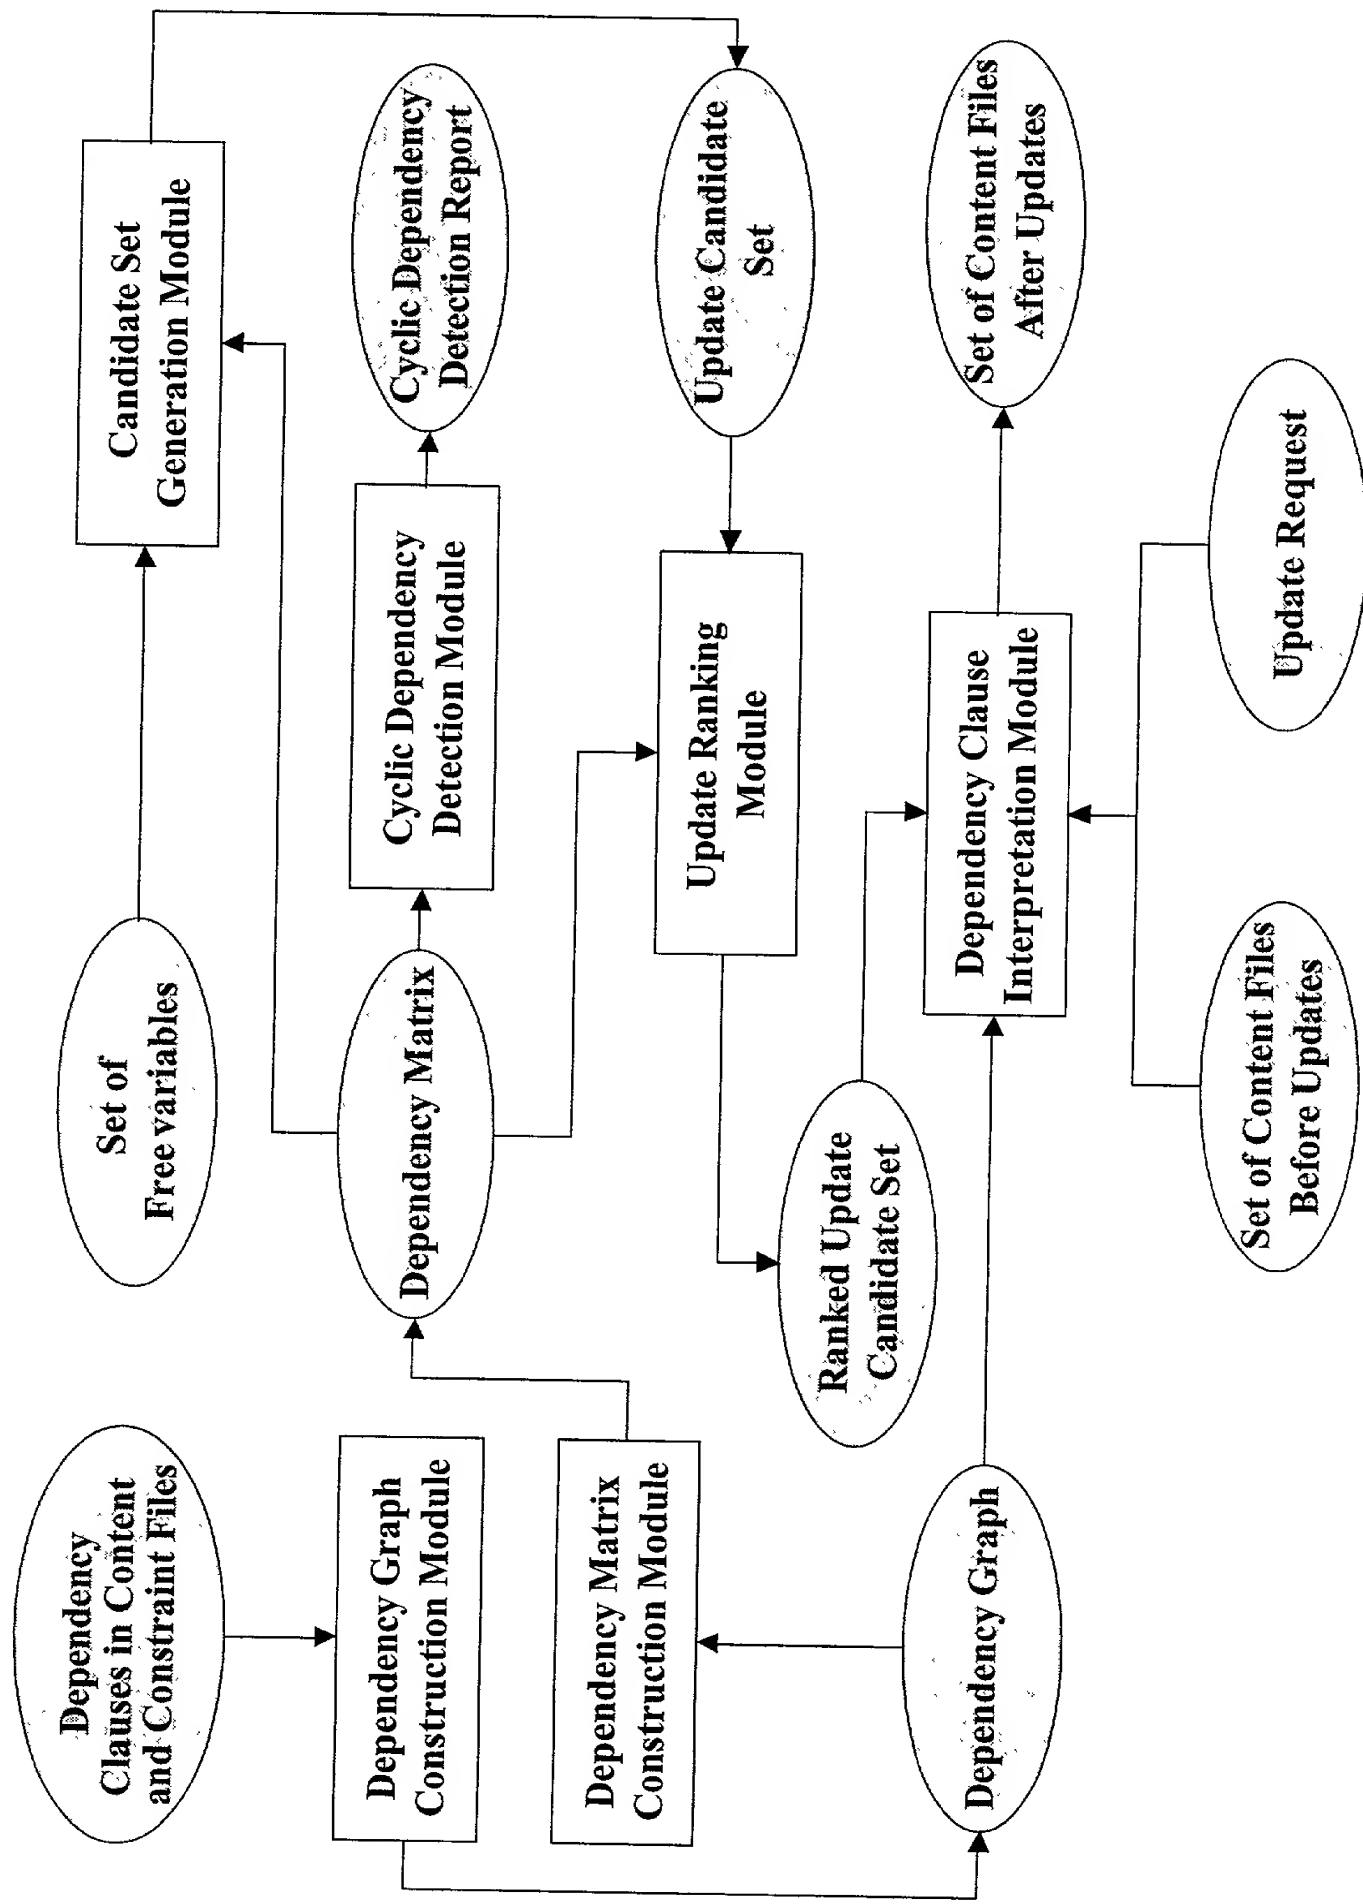 Dependency
Clauses in Content
and Constraint Files
Set of
Free variables
Candidate Set
Generation Module
Dependency Graph
Construction Module
Dependency Matrix
Cyclic Dependency
Detection Module
Cyclic Dependency
Detection Report
Dependency Matrix
Construction Module
Update Ranking
Module
Update Candidate
Set
Ranked Update
Candidate Set
Dependency Graph
Dependency Clause
Interpretation Module
Set of Content Files
After Updates
Set of Content Files
Before Updates
Update Request